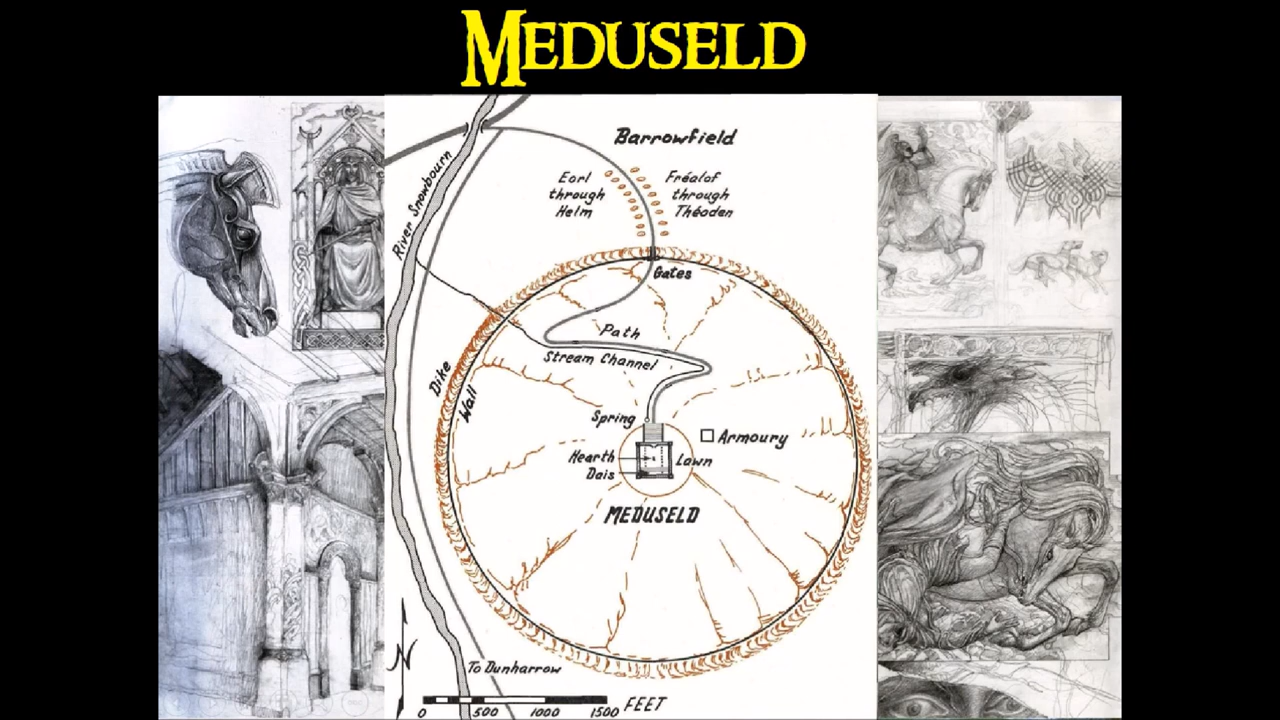 MEDUSELD
Barrowfield
Eorl
through
Helm
Fréalof
through
Théoden
River Snowbourn
Gates
Path
Stream Channel
Dike
Wall
Spring
Armoury
Hearth
Lawn
Dais
MEDUSELD
N
To Dunharrow
0 500 1000 1500 FEET